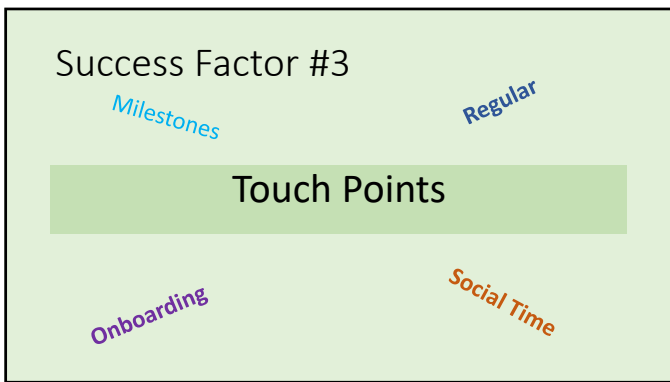 Success Factor #3
Milestones
Regular
Touch Points
Onboarding
Social Time